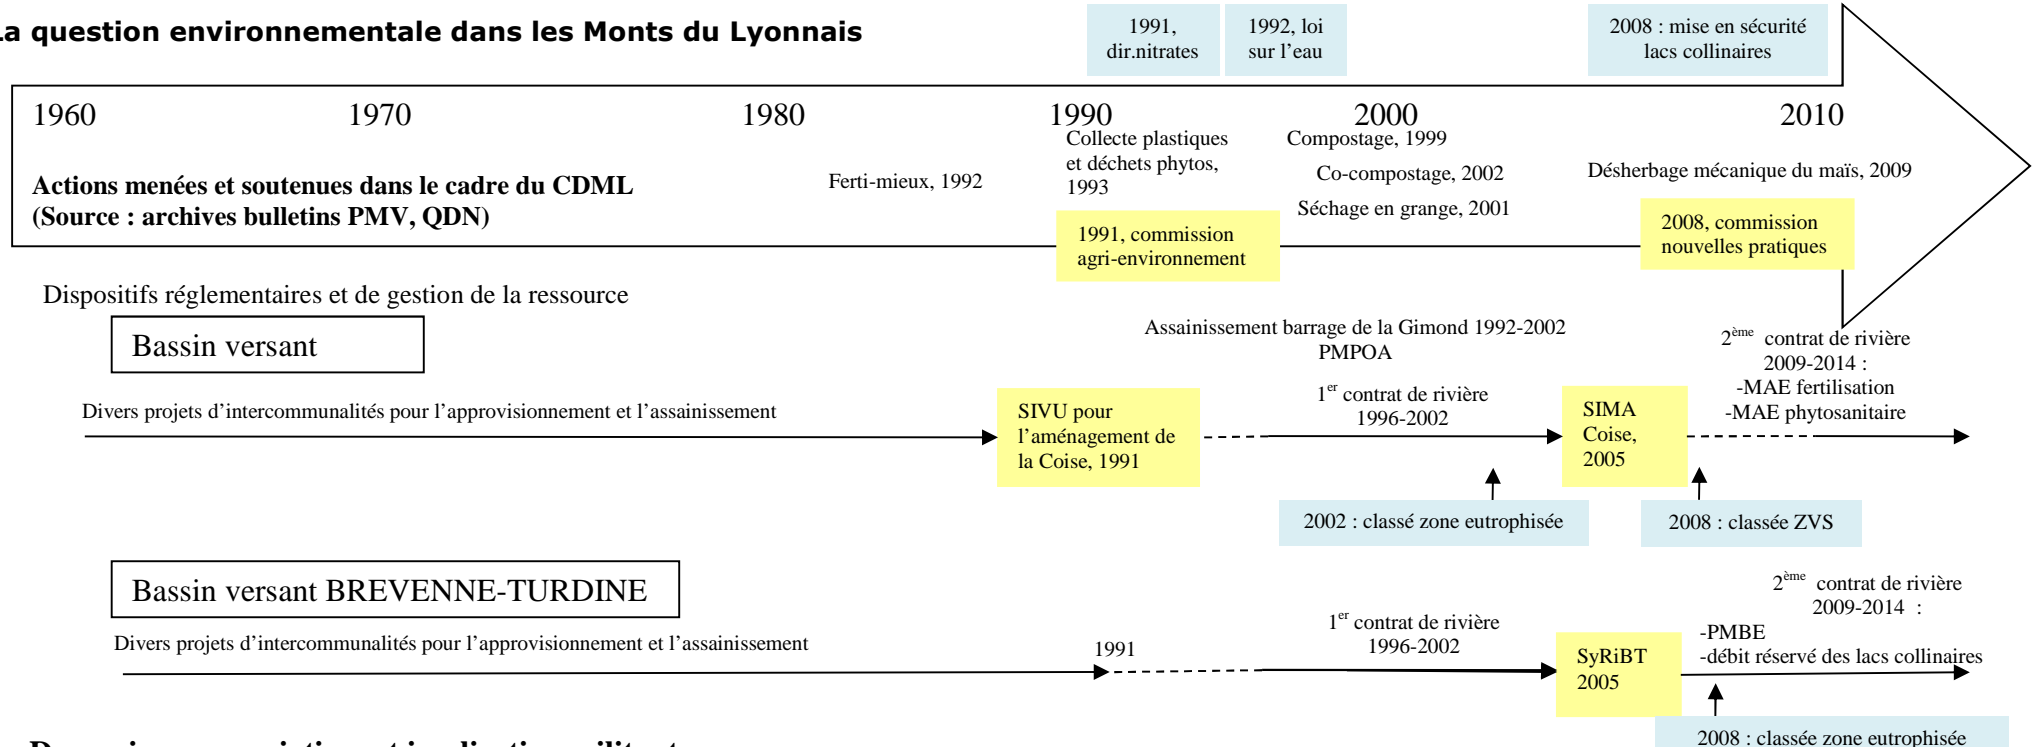 La question environnementale dans les Monts du Lyonnais
1991,
dir.nitrates
1992, loi
sur l’eau
2008 : mise en sécurité
lacs collinaires
1960
1970
1980
1990
2000
2010
Actions menées et soutenues dans le cadre du CDML
(Source : archives bulletins PMV, QDN)
Ferti-mieux, 1992
Collecte plastiques
et déchets phytos,
1993
Compostage, 1999
Co-compostage, 2002
Séchage en grange, 2001
Désherbage mécanique du maïs, 2009
1991, commission
agri-environnement
2008, commission
nouvelles pratiques
Dispositifs réglementaires et de gestion de la ressource
Bassin versant
Divers projets d’intercommunalités pour l’approvisionnement et l’assainissement
SIVU pour
l’aménagement de
la Coise, 1991
Assainissement barrage de la Gimond 1992-2002
PMPOA
1er contrat de rivière
1996-2002
SIMA
Coise,
2005
2ème contrat de rivière
2009-2014 :
-MAE fertilisation
-MAE phytosanitaire
2002 : classé zone eutrophisée
2008 : classée ZVS
Bassin versant BREVENNE-TURDINE
Divers projets d’intercommunalités pour l’approvisionnement et l’assainissement
1991
1er contrat de rivière
1996-2002
SyRiBT
2005
2ème contrat de rivière
2009-2014 :
-PMBE
-débit réservé des lacs collinaires
2008 : classée zone eutrophisée